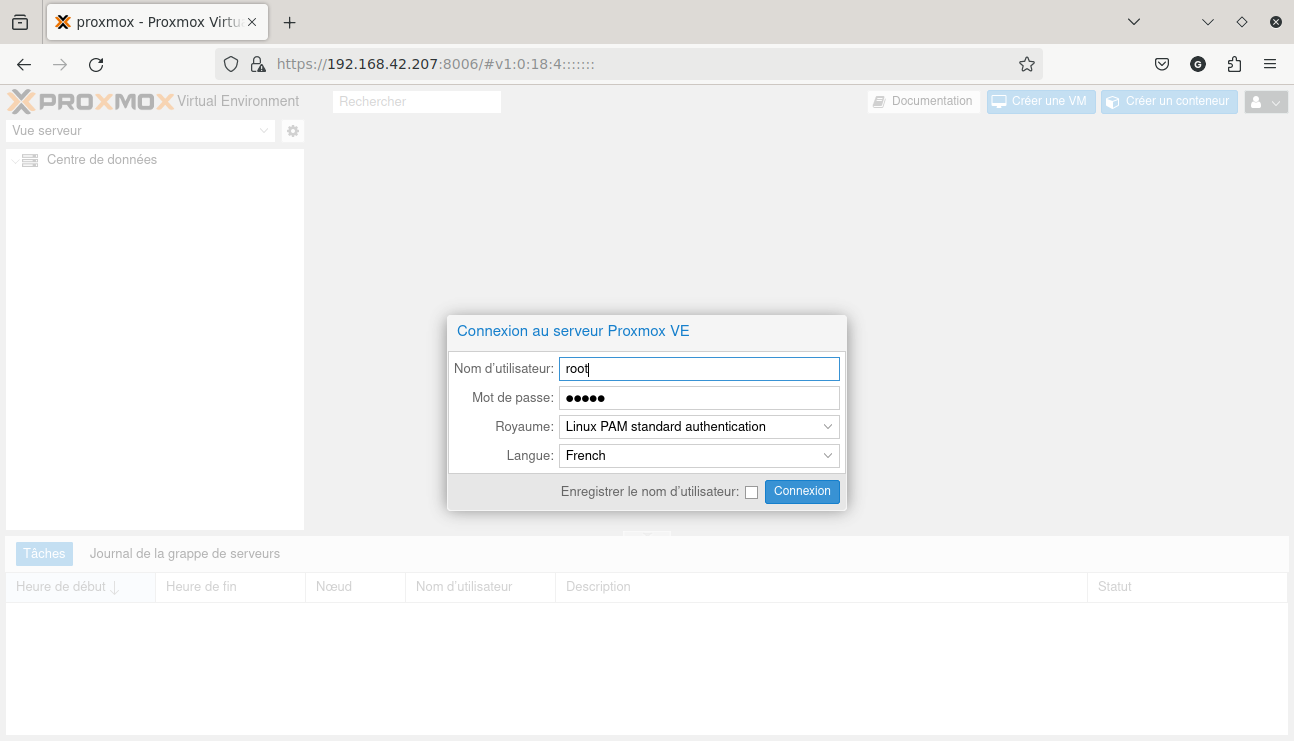 proxmox - Proxmox Virtu
https://192.168.42.207:8006/#v1:0:18:4:::::::
G
PROXMOX Virtual Environment
Rechercher
Documentation
Créer une VM
Créer un conteneur
Vue serveur
Centre de données
Connexion au serveur Proxmox VE
Nom d'utilisateur: root
Mot de passe: ●●●●●
Royaume: Linux PAM standard authentication
Langue: French
Enregistrer le nom d'utilisateur:
Connexion
Tâches
Journal de la grappe de serveurs
Heure de début ↓ Heure de fin Nœud Nom d'utilisateur Description Statut